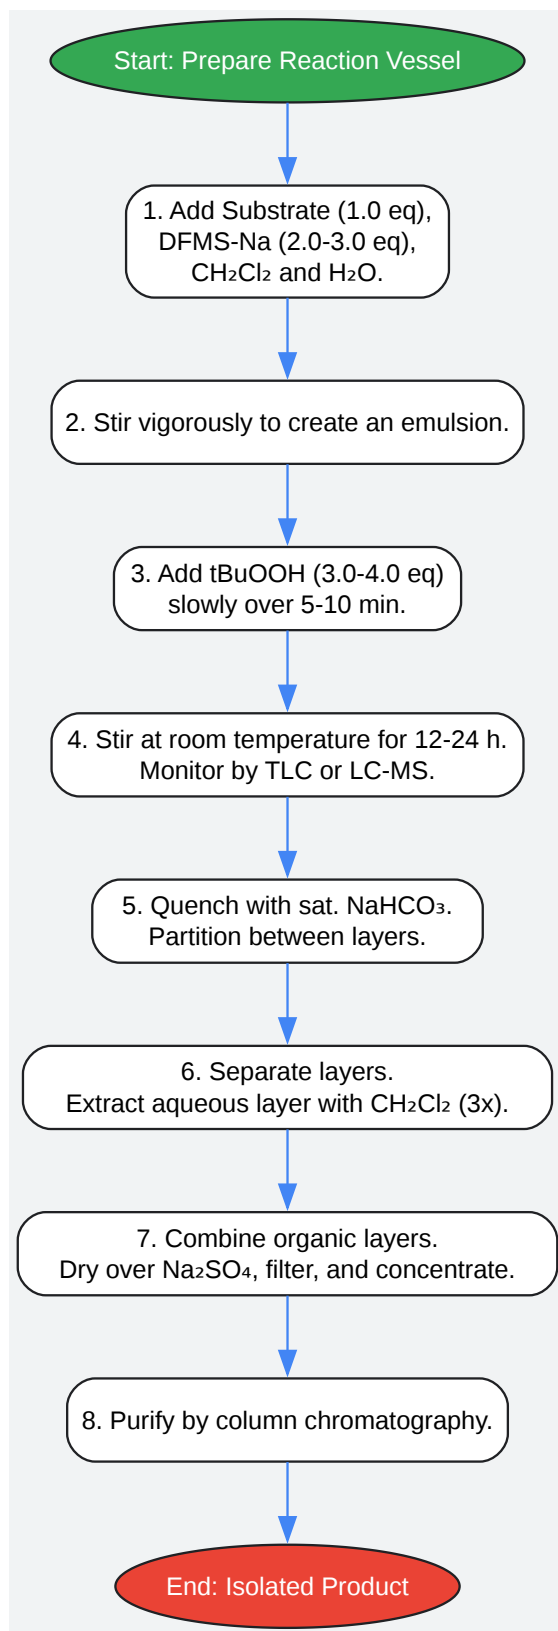 Start: Prepare Reaction Vessel
1. Add Substrate (1.0 eq),
DFMS-Na (2.0-3.0 eq),
CH₂Cl₂ and H₂O.
2. Stir vigorously to create an emulsion.
3. Add tBuOOH (3.0-4.0 eq)
slowly over 5-10 min.
4. Stir at room temperature for 12-24 h.
Monitor by TLC or LC-MS.
5. Quench with sat. NaHCO₃.
Partition between layers.
6. Separate layers.
Extract aqueous layer with CH₂Cl₂ (3x).
7. Combine organic layers.
Dry over Na₂SO₄, filter, and concentrate.
8. Purify by column chromatography.
End: Isolated Product